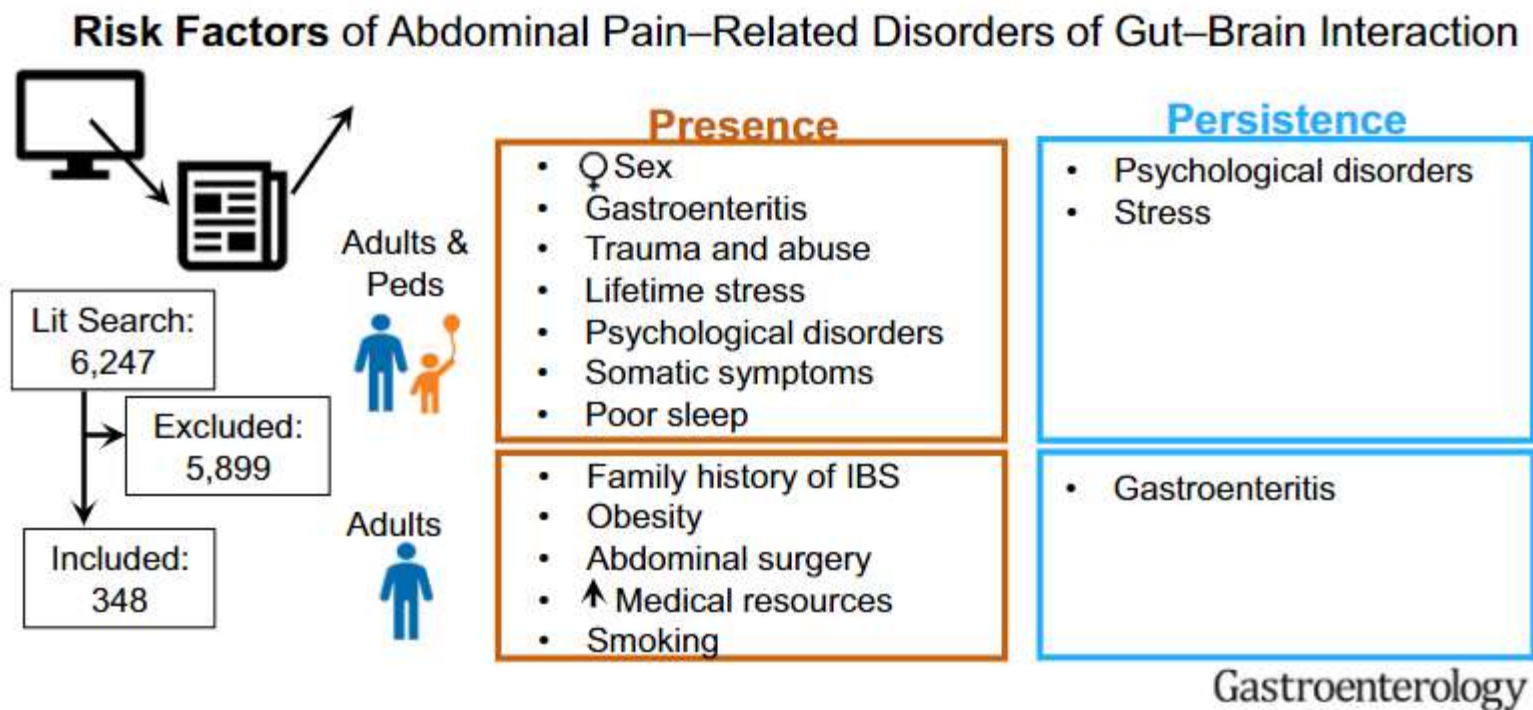 Risk Factors of Abdominal Pain–Related Disorders of Gut–Brain Interaction
Lit Search:
6,247
Excluded:
5,899
Included:
348
Adults &
Peds
Adults
Presence
• ♀ Sex
• Gastroenteritis
• Trauma and abuse
• Lifetime stress
• Psychological disorders
• Somatic symptoms
• Poor sleep
• Family history of IBS
• Obesity
• Abdominal surgery
• ↑ Medical resources
• Smoking
Persistence
• Psychological disorders
• Stress
• Gastroenteritis
Gastroenterology